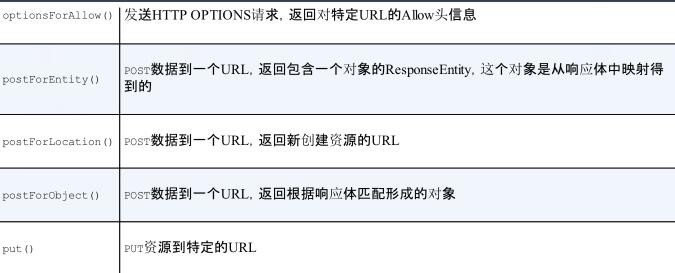 optionsForAllow() 发送HTTP OPTIONS请求，返回对特定URL的Allow头信息
postForEntity() POST数据到一个URL，返回包含一个对象的ResponseEntity，这个对象是从响应体中映射得
到的
postForLocation() POST数据到一个URL，返回新创建资源的URL
postForObject() POST数据到一个URL，返回根据响应体匹配形成的对象
put() PUT资源到特定的URL